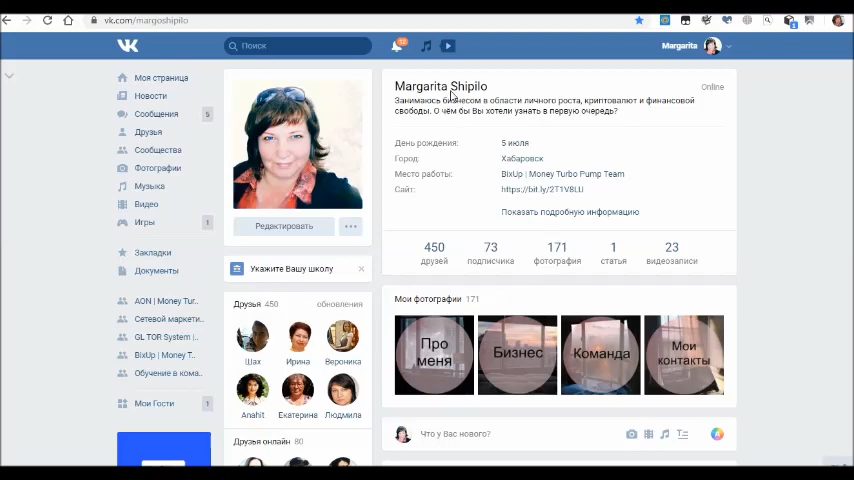 vk.com/margoshipilo
Поиск
Margarita
Моя страница
Новости
Сообщения 5
Друзья
Сообщества
Фотографии
Музыка
Видео
Игры 1
Закладки
Документы
AON | Money Tur..
Сетевой маркети..
GL TOR System |..
BixUp | Money T..
Обучение в кома..
Мои Гости 1
Редактировать
Укажите Вашу школу
Друзья 450 обновления
Шах Ирина Вероника
Anahit Екатерина Людмила
Друзья онлайн 80
Margarita Shipilo Online
Занимаюсь бизнесом в области личного роста, криптовалют и финансовой
свободы. О чём бы Вы хотели узнать в первую очередь?
День рождения: 5 июля
Город: Хабаровск
Место работы: BixUp | Money Turbo Pump Team
Сайт: https://bit.ly/2T1V8LU
Показать подробную информацию
450 73 171 1 23
друзей подписчика фотография статья видеозаписи
Мои фотографии 171
Про
меня
Бизнес
Команда
Мои
контакты
Что у Вас нового?